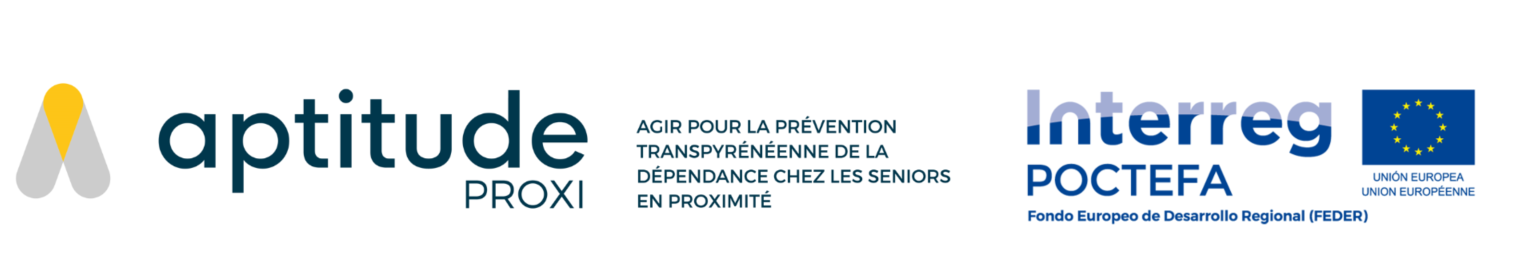 aptitude
PROXI
AGIR POUR LA PRÉVENTION
TRANSPYRÉNÉENNE DE LA
DÉPENDANCE CHEZ LES SENIORS
EN PROXIMITÉ
Interreg
POCTEFA
Fondo Europeo de Desarrollo Regional (FEDER)
UNIÓN EUROPEA
UNION EUROPÉENNE